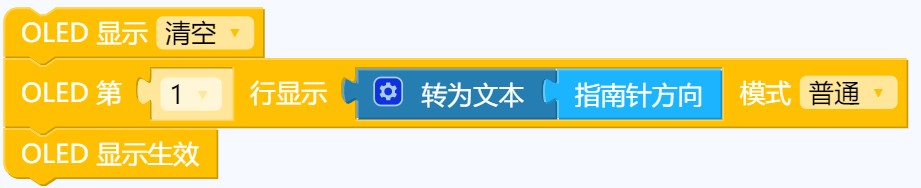 OLED 显示 清空
OLED 第 1 行显示 转为文本 指南针方向 模式 普通
OLED 显示生效